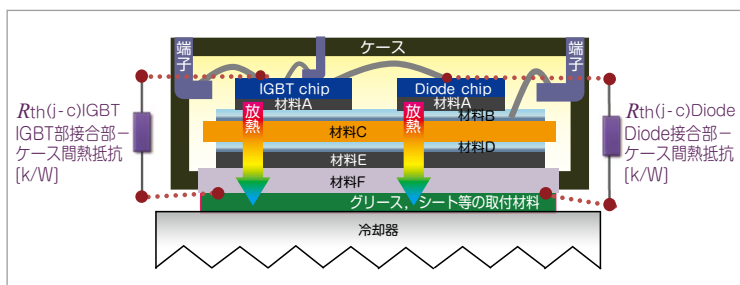 ケース
端子
端子
IGBT chip
Diode chip
材料A
材料A
材料B
放熱
放熱
材料C
材料D
材料E
材料F
グリース，シート等の取付材料
冷却器
Rth(j-c)IGBT
IGBT部接合部－
ケース間熱抵抗
[k/W]
Rth(j-c)Diode
Diode接合部－
ケース間熱抵抗
[k/W]